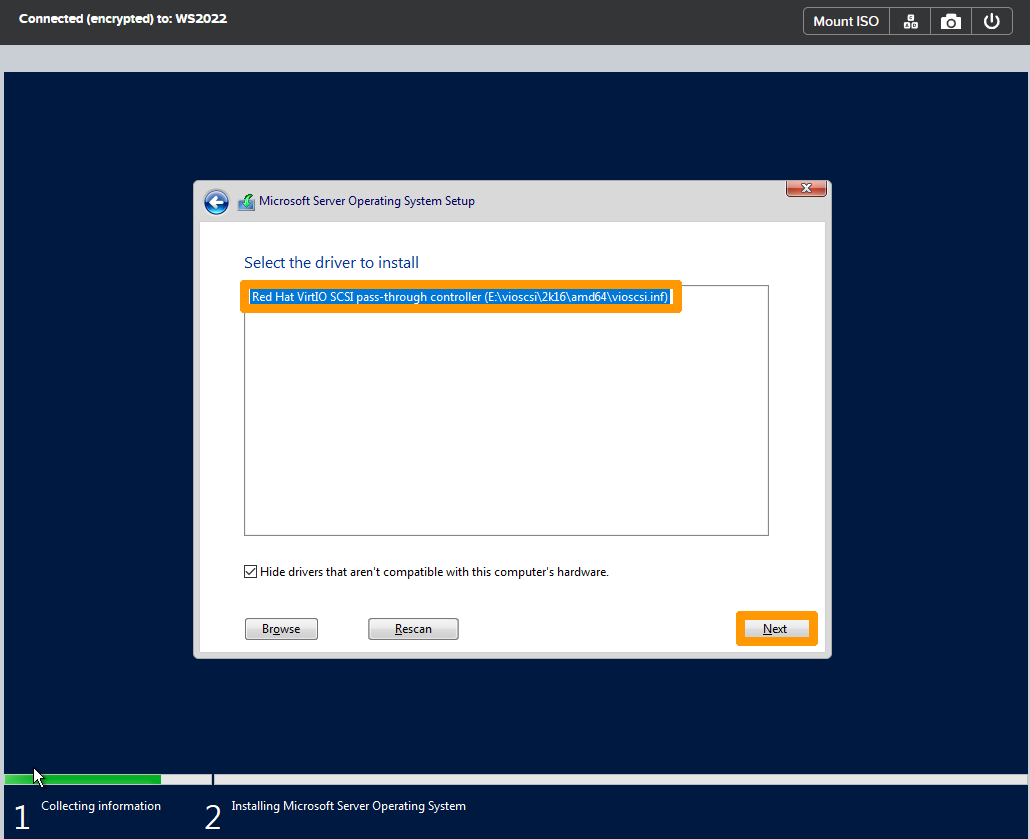 Connected (encrypted) to: WS2022
Mount ISO
Microsoft Server Operating System Setup
Select the driver to install
Red Hat VirtIO SCSI pass-through controller (E:\vioscsi\2k16\amd64\vioscsi.inf)
Hide drivers that aren't compatible with this computer's hardware.
Browse
Rescan
Next
1 Collecting information
2 Installing Microsoft Server Operating System